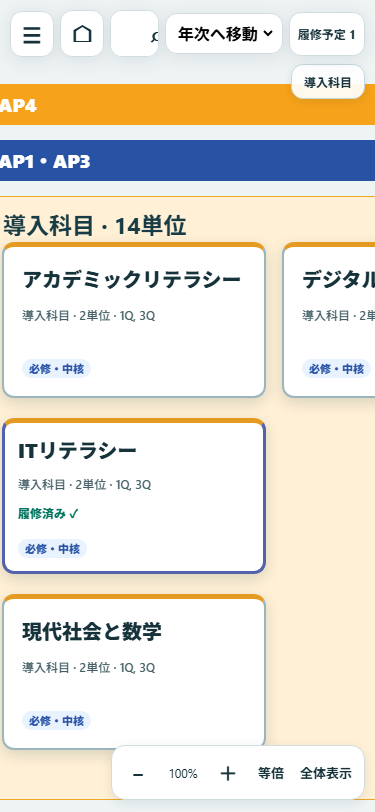 年次へ移動
履修予定 1
導入科目
AP4
AP1・AP3
導入科目 · 14単位
アカデミックリテラシー
導入科目 · 2単位 · 1Q, 3Q
必修・中核
デジタル
導入科目 · 2単
必修・中核
ITリテラシー
導入科目 · 2単位 · 1Q, 3Q
履修済み ✓
必修・中核
現代社会と数学
導入科目 · 2単位 · 1Q, 3Q
必修・中核
− 100% + 等倍 全体表示